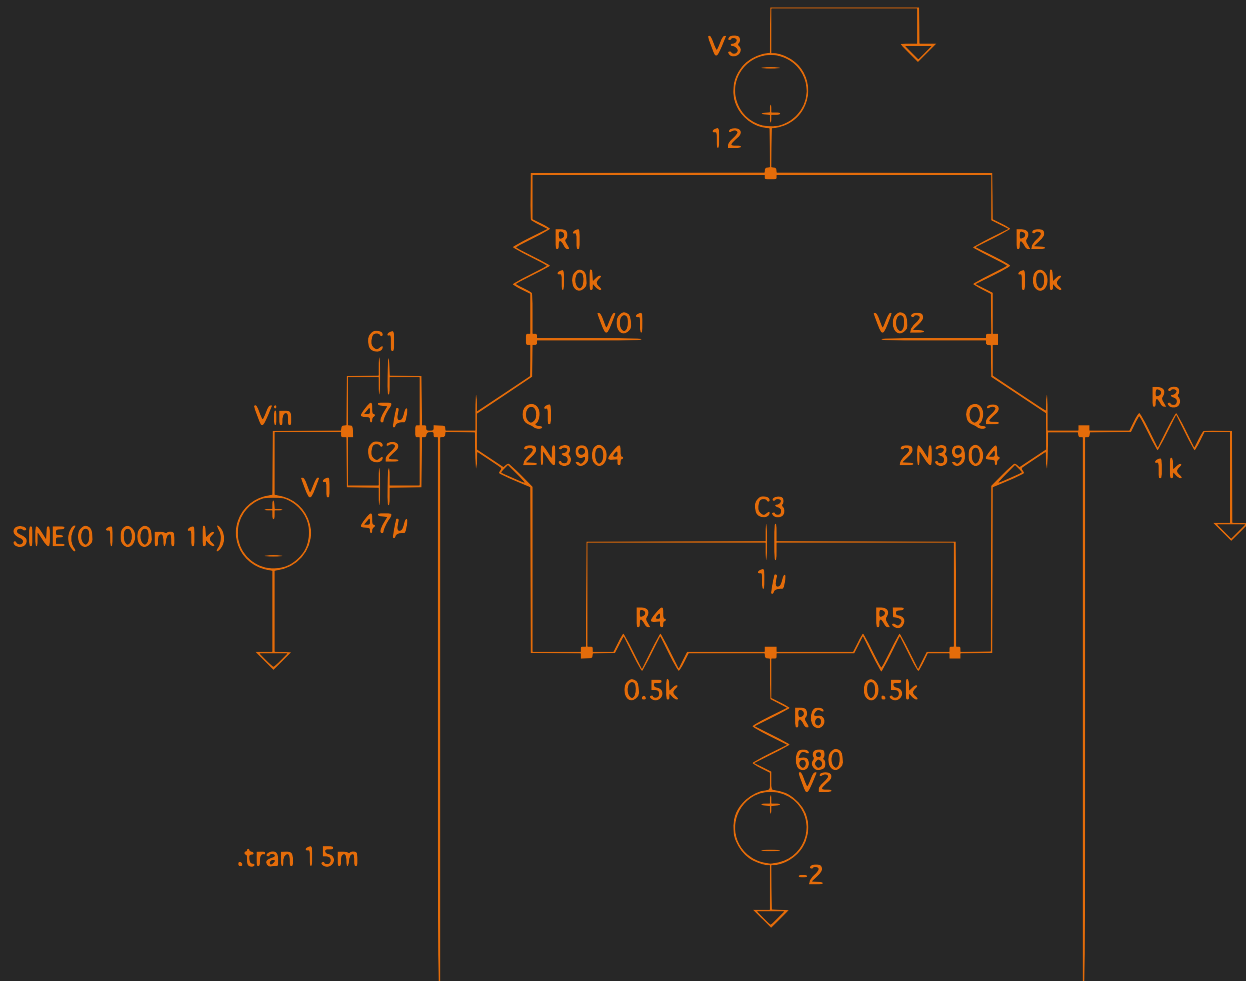 V3
12
R1
10k
R2
10k
V01
V02
C1
47µ
Vin
C2
47µ
V1
SINE(0 100m 1k)
Q1
2N3904
Q2
2N3904
R3
1k
C3
1µ
R4
0.5k
R5
0.5k
R6
680
V2
-2
.tran 15m